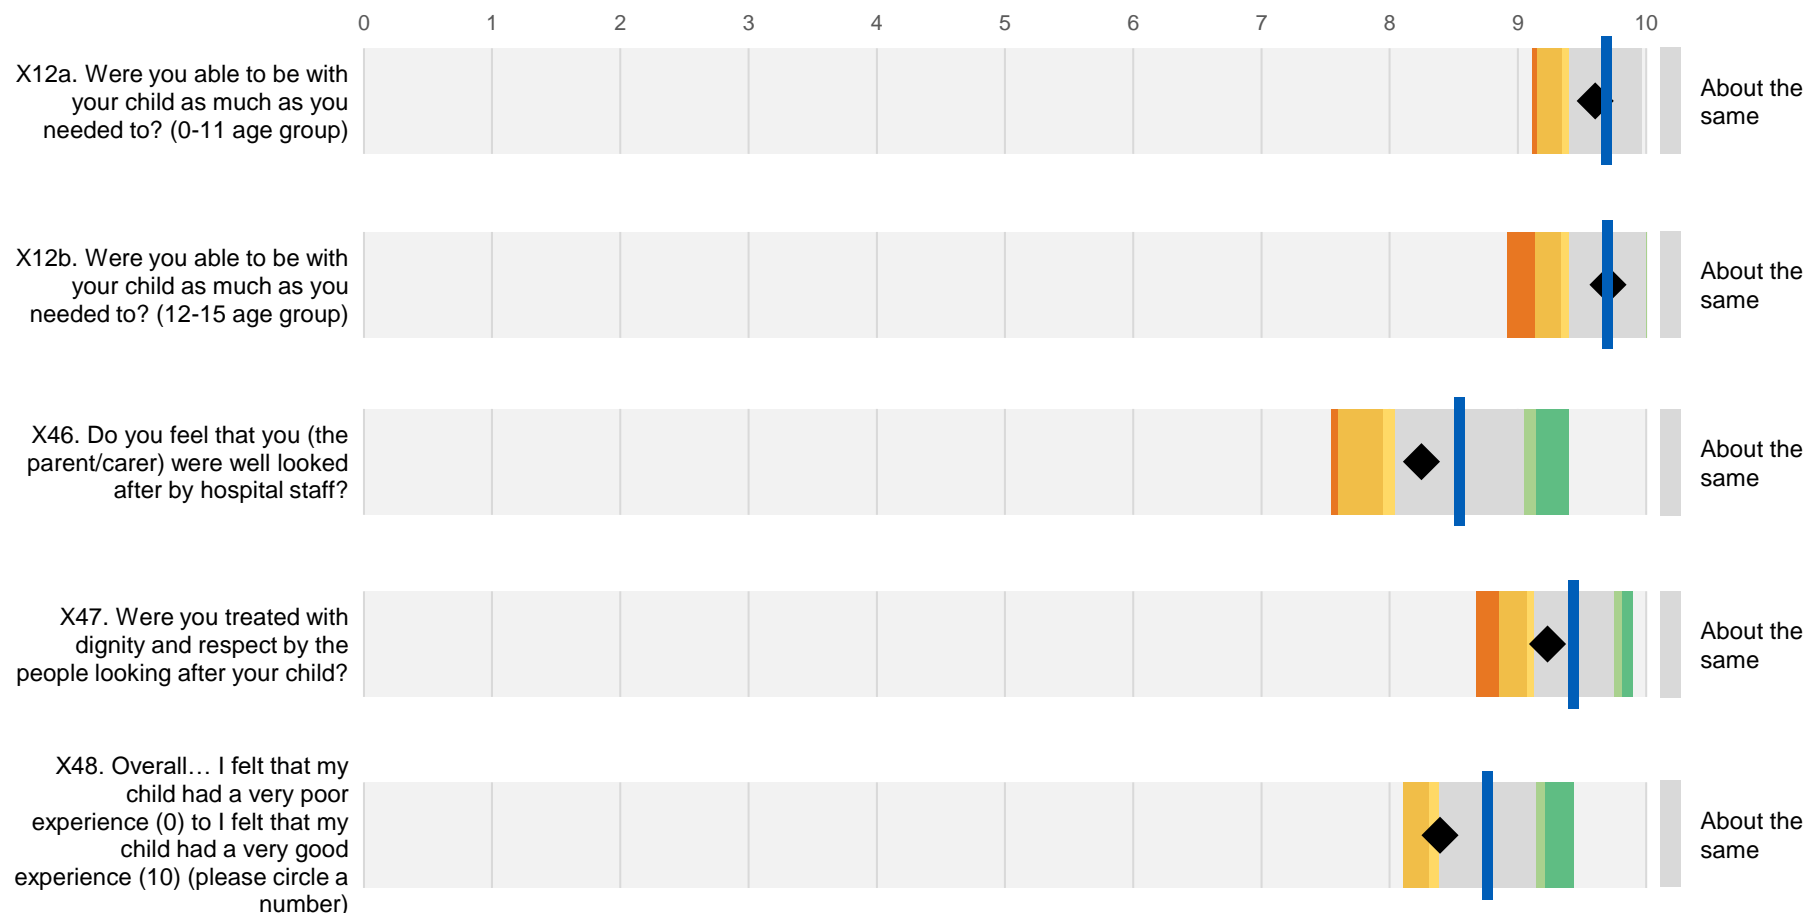 0 1 2 3 4 5 6 7 8 9 10
X12a. Were you able to be with
your child as much as you
needed to? (0-11 age group)
About the
same
X12b. Were you able to be with
your child as much as you
needed to? (12-15 age group)
About the
same
X46. Do you feel that you (the
parent/carer) were well looked
after by hospital staff?
About the
same
X47. Were you treated with
dignity and respect by the
people looking after your child?
About the
same
X48. Overall… I felt that my
child had a very poor
experience (0) to I felt that my
child had a very good
experience (10) (please circle a
number)
About the
same